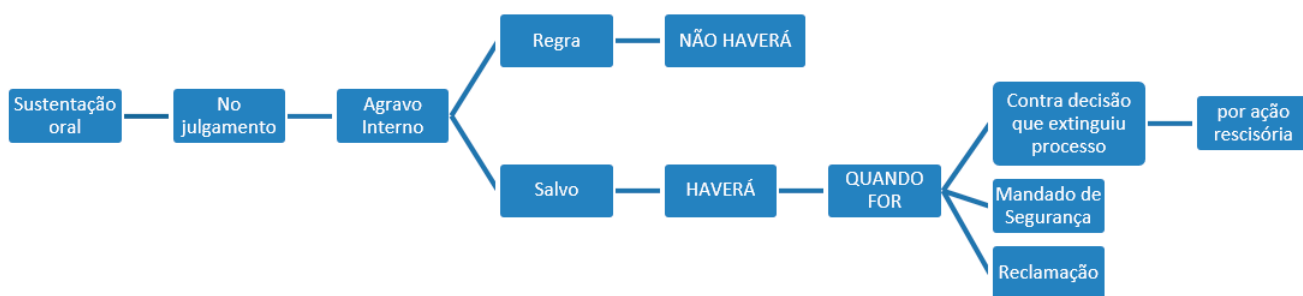 Sustentação
oral
No
julgamento
Agravo
Interno
Regra
NÃO HAVERÁ
Salvo
HAVERÁ
QUANDO
FOR
Contra decisão
que extinguiu
processo
por ação
rescisória
Mandado de
Segurança
Reclamação